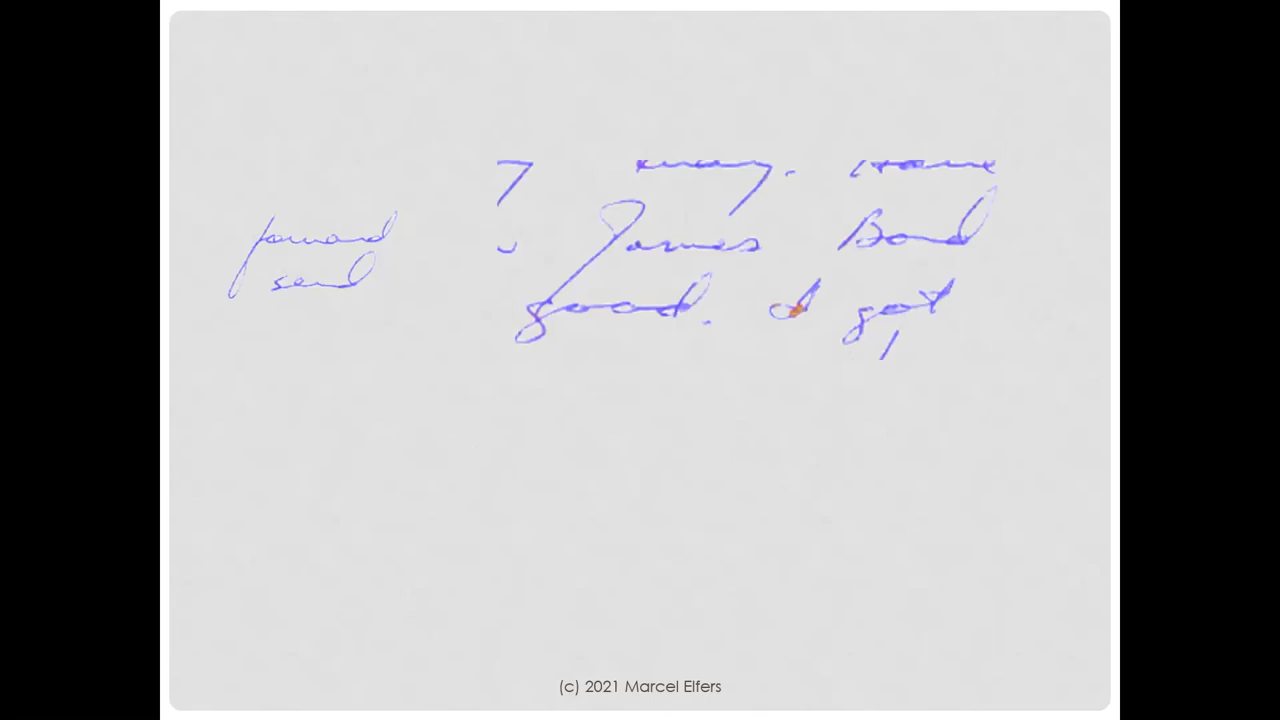 forward
send
James Bond
good. I got
(c) 2021 Marcel Elfers